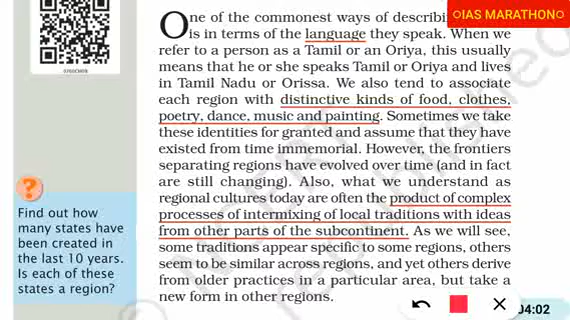 IAS MARATHON
One of the commonest ways of describi
is in terms of the language they speak. When we
refer to a person as a Tamil or an Oriya, this usually
means that he or she speaks Tamil or Oriya and lives
in Tamil Nadu or Orissa. We also tend to associate
each region with distinctive kinds of food, clothes,
poetry, dance, music and painting. Sometimes we take
these identities for granted and assume that they have
existed from time immemorial. However, the frontiers
separating regions have evolved over time (and in fact
are still changing). Also, what we understand as
regional cultures today are often the product of complex
processes of intermixing of local traditions with ideas
from other parts of the subcontinent. As we will see,
some traditions appear specific to some regions, others
seem to be similar across regions, and yet others derive
from older practices in a particular area, but take a
new form in other regions.
?
Find out how
many states have
been created in
the last 10 years.
Is each of these
states a region?
04:02